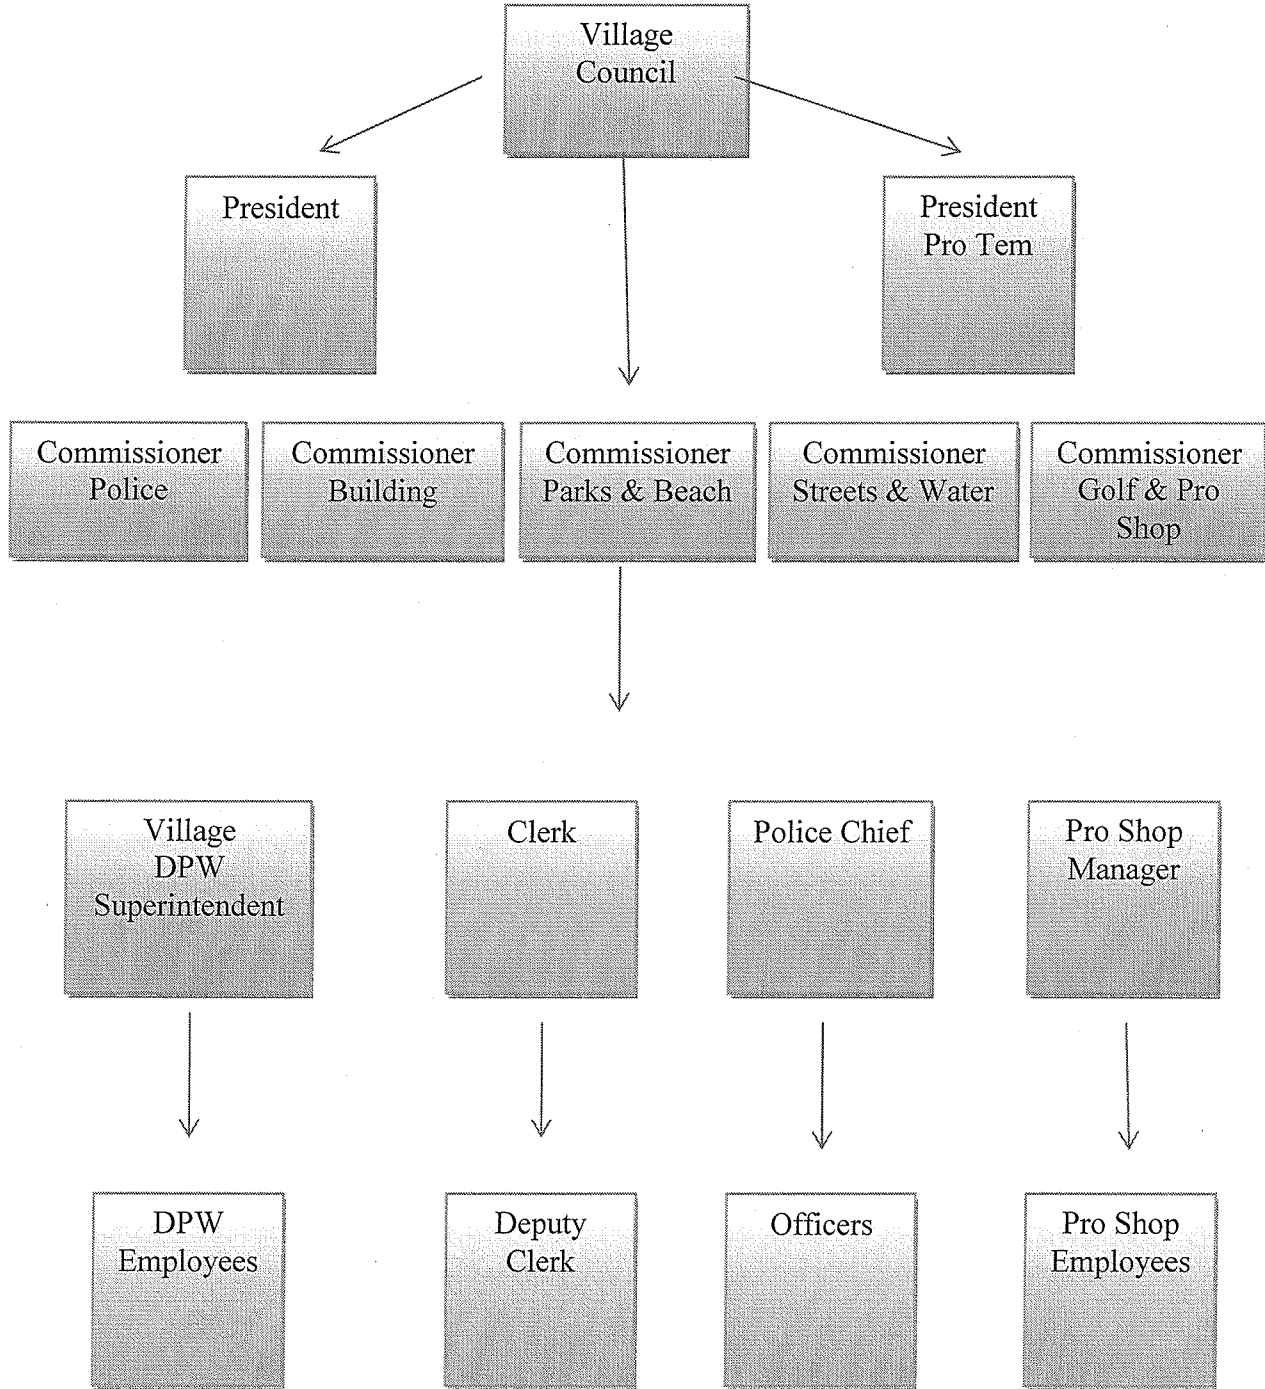 Village
Council
President
President
Pro Tem
Commissioner
Police
Commissioner
Building
Commissioner
Parks & Beach
Commissioner
Streets & Water
Commissioner
Golf & Pro
Shop
Village
DPW
Superintendent
Clerk
Police Chief
Pro Shop
Manager
DPW
Employees
Deputy
Clerk
Officers
Pro Shop
Employees